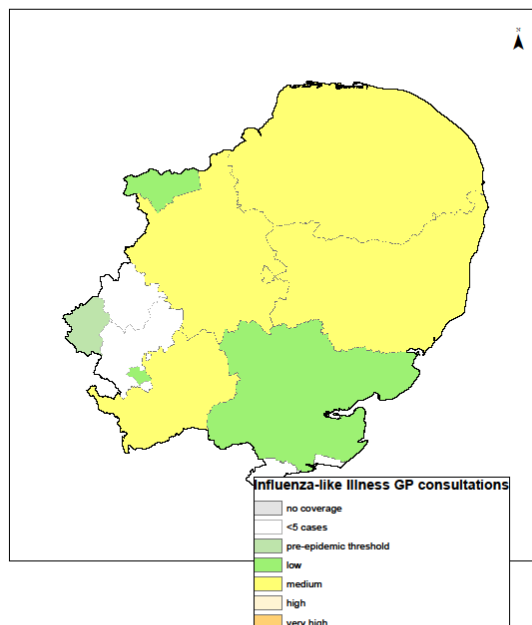 N
Influenza-like Illness GP consultations
no coverage
<5 cases
pre-epidemic threshold
low
medium
high
very high